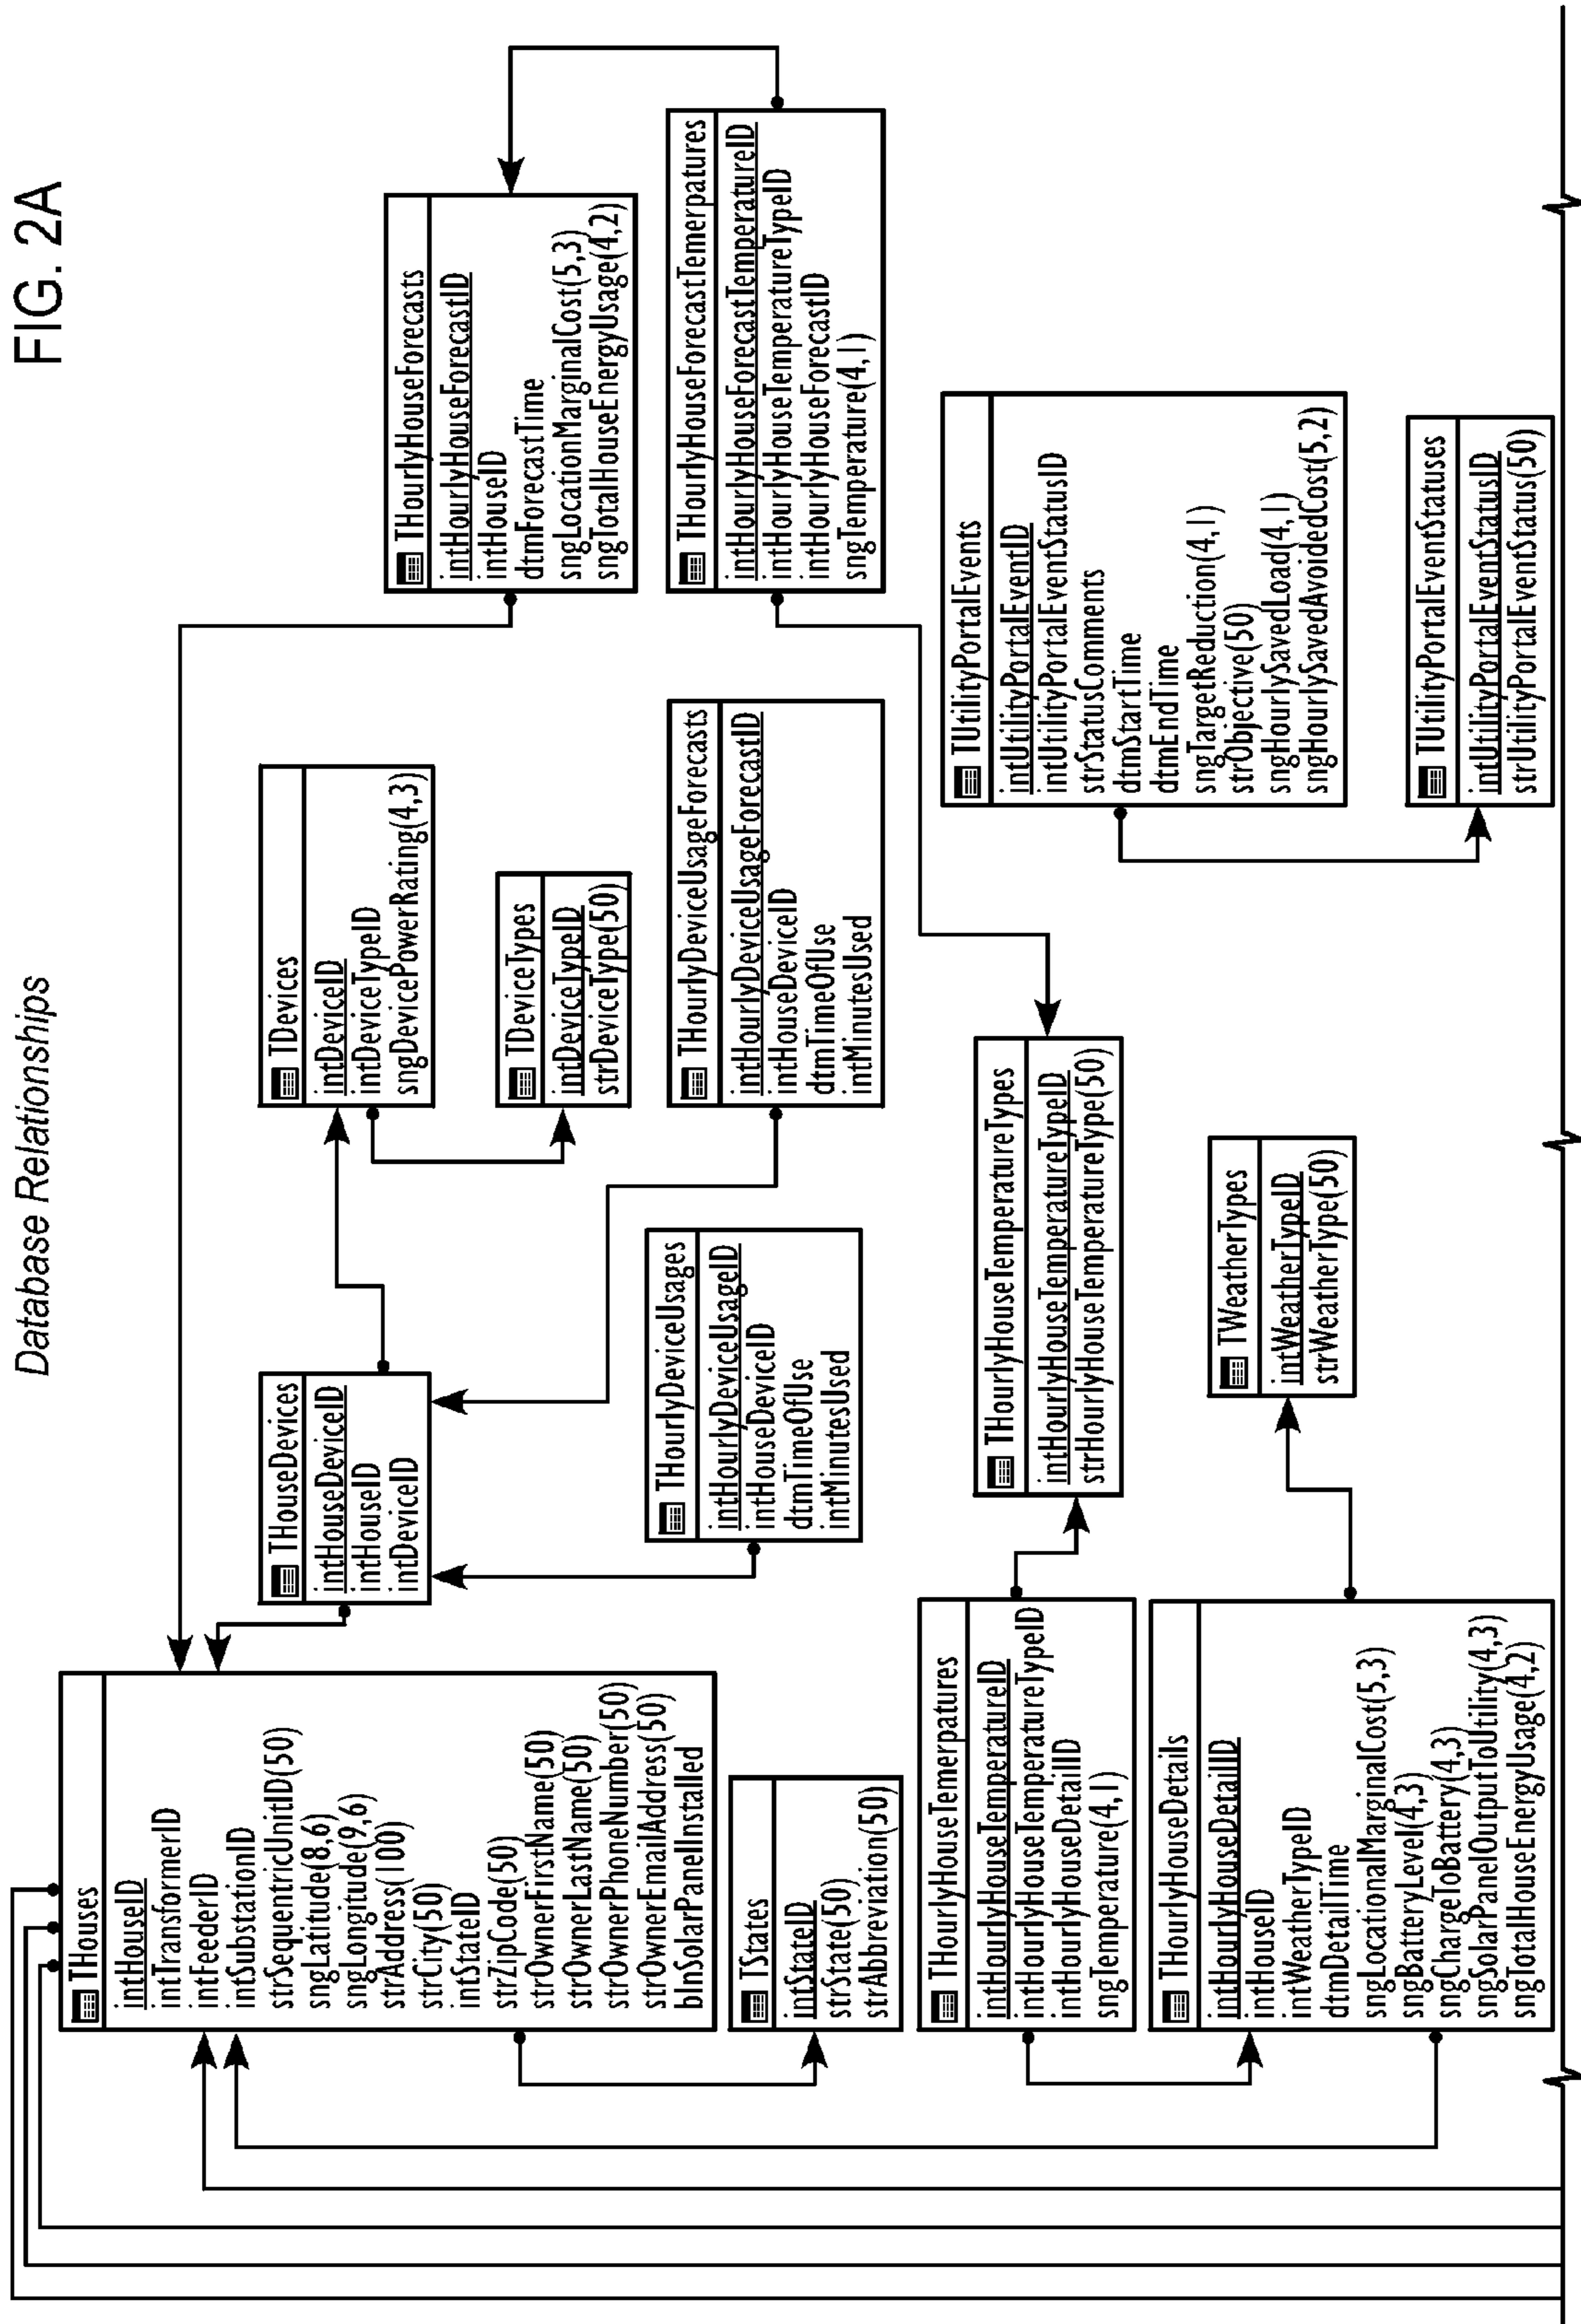 FIG. 2A
Database Relationships
THouses
intHouseID
intTransformerID
intFeederID
intSubstationID
strSequentricUnitID(50)
sngLatitude(8,6)
sngLongitude(9,6)
strAddress(100)
strCity(50)
intStateID
strZipCode(50)
strOwnerFirstName(50)
strOwnerLastName(50)
strOwnerPhoneNumber(50)
strOwnerEmailAddress(50)
blnSolarPanelInstalled
TStates
intStateID
strState(50)
strAbbreviation(50)
THourlyHouseTemerpatures
intHourlyHouseTemperatureID
intHourlyHouseTemperatureTypeID
intHourlyHouseDetailID
sngTemperature(4,1)
THourlyHouseDetails
intHourlyHouseDetailID
intHouseID
intWeatherTypeID
dtmDetailTime
sngLocationalMarginalCost(5,3)
sngBatteryLevel(4,3)
sngChargeToBattery(4,3)
sngSolarPanelOutputToUtility(4,3)
sngTotalHouseEnergyUsage(4,2)
THouseDevices
intHouseDeviceID
intHouseID
intDeviceID
THourlyDeviceUsages
intHourlyDeviceUsageID
intHouseDeviceID
dtmTimeOfUse
intMinutesUsed
THourlyHouseTemperatureTypes
intHourlyHouseTemperatureTypeID
strHourlyHouseTemperatureType(50)
TWeatherTypes
intWeatherTypeID
strWeatherType(50)
TDevices
intDeviceID
intDeviceTypeID
sngDevicePowerRating(4,3)
TDeviceTypes
intDeviceTypeID
strDeviceType(50)
THourlyDeviceUsageForecasts
intHourlyDeviceUsageForecastID
intHouseDeviceID
dtmTimeOfUse
intMinutesUsed
THourlyHouseForecasts
intHourlyHouseForecastID
intHouseID
dtmForecastTime
sngLocationMarginalCost(5,3)
sngTotalHouseEnergyUsage(4,2)
THourlyHouseForecastTemerpatures
intHourlyHouseForecastTemperatureID
intHourlyHouseTemperatureTypeID
intHourlyHouseForecastID
sngTemperature(4,1)
TUtilityPortalEvents
intUtilityPortalEventID
intUtilityPortalEventStatusID
strStatusComments
dtmStartTime
dtmEndTime
sngTargetReduction(4,1)
strObjective(50)
sngHourlySavedLoad(4,1)
sngHourlySavedAvoidedCost(5,2)
TUtilityPortalEventStatuses
intUtilityPortalEventStatusID
strUtilityPortalEventStatus(50)